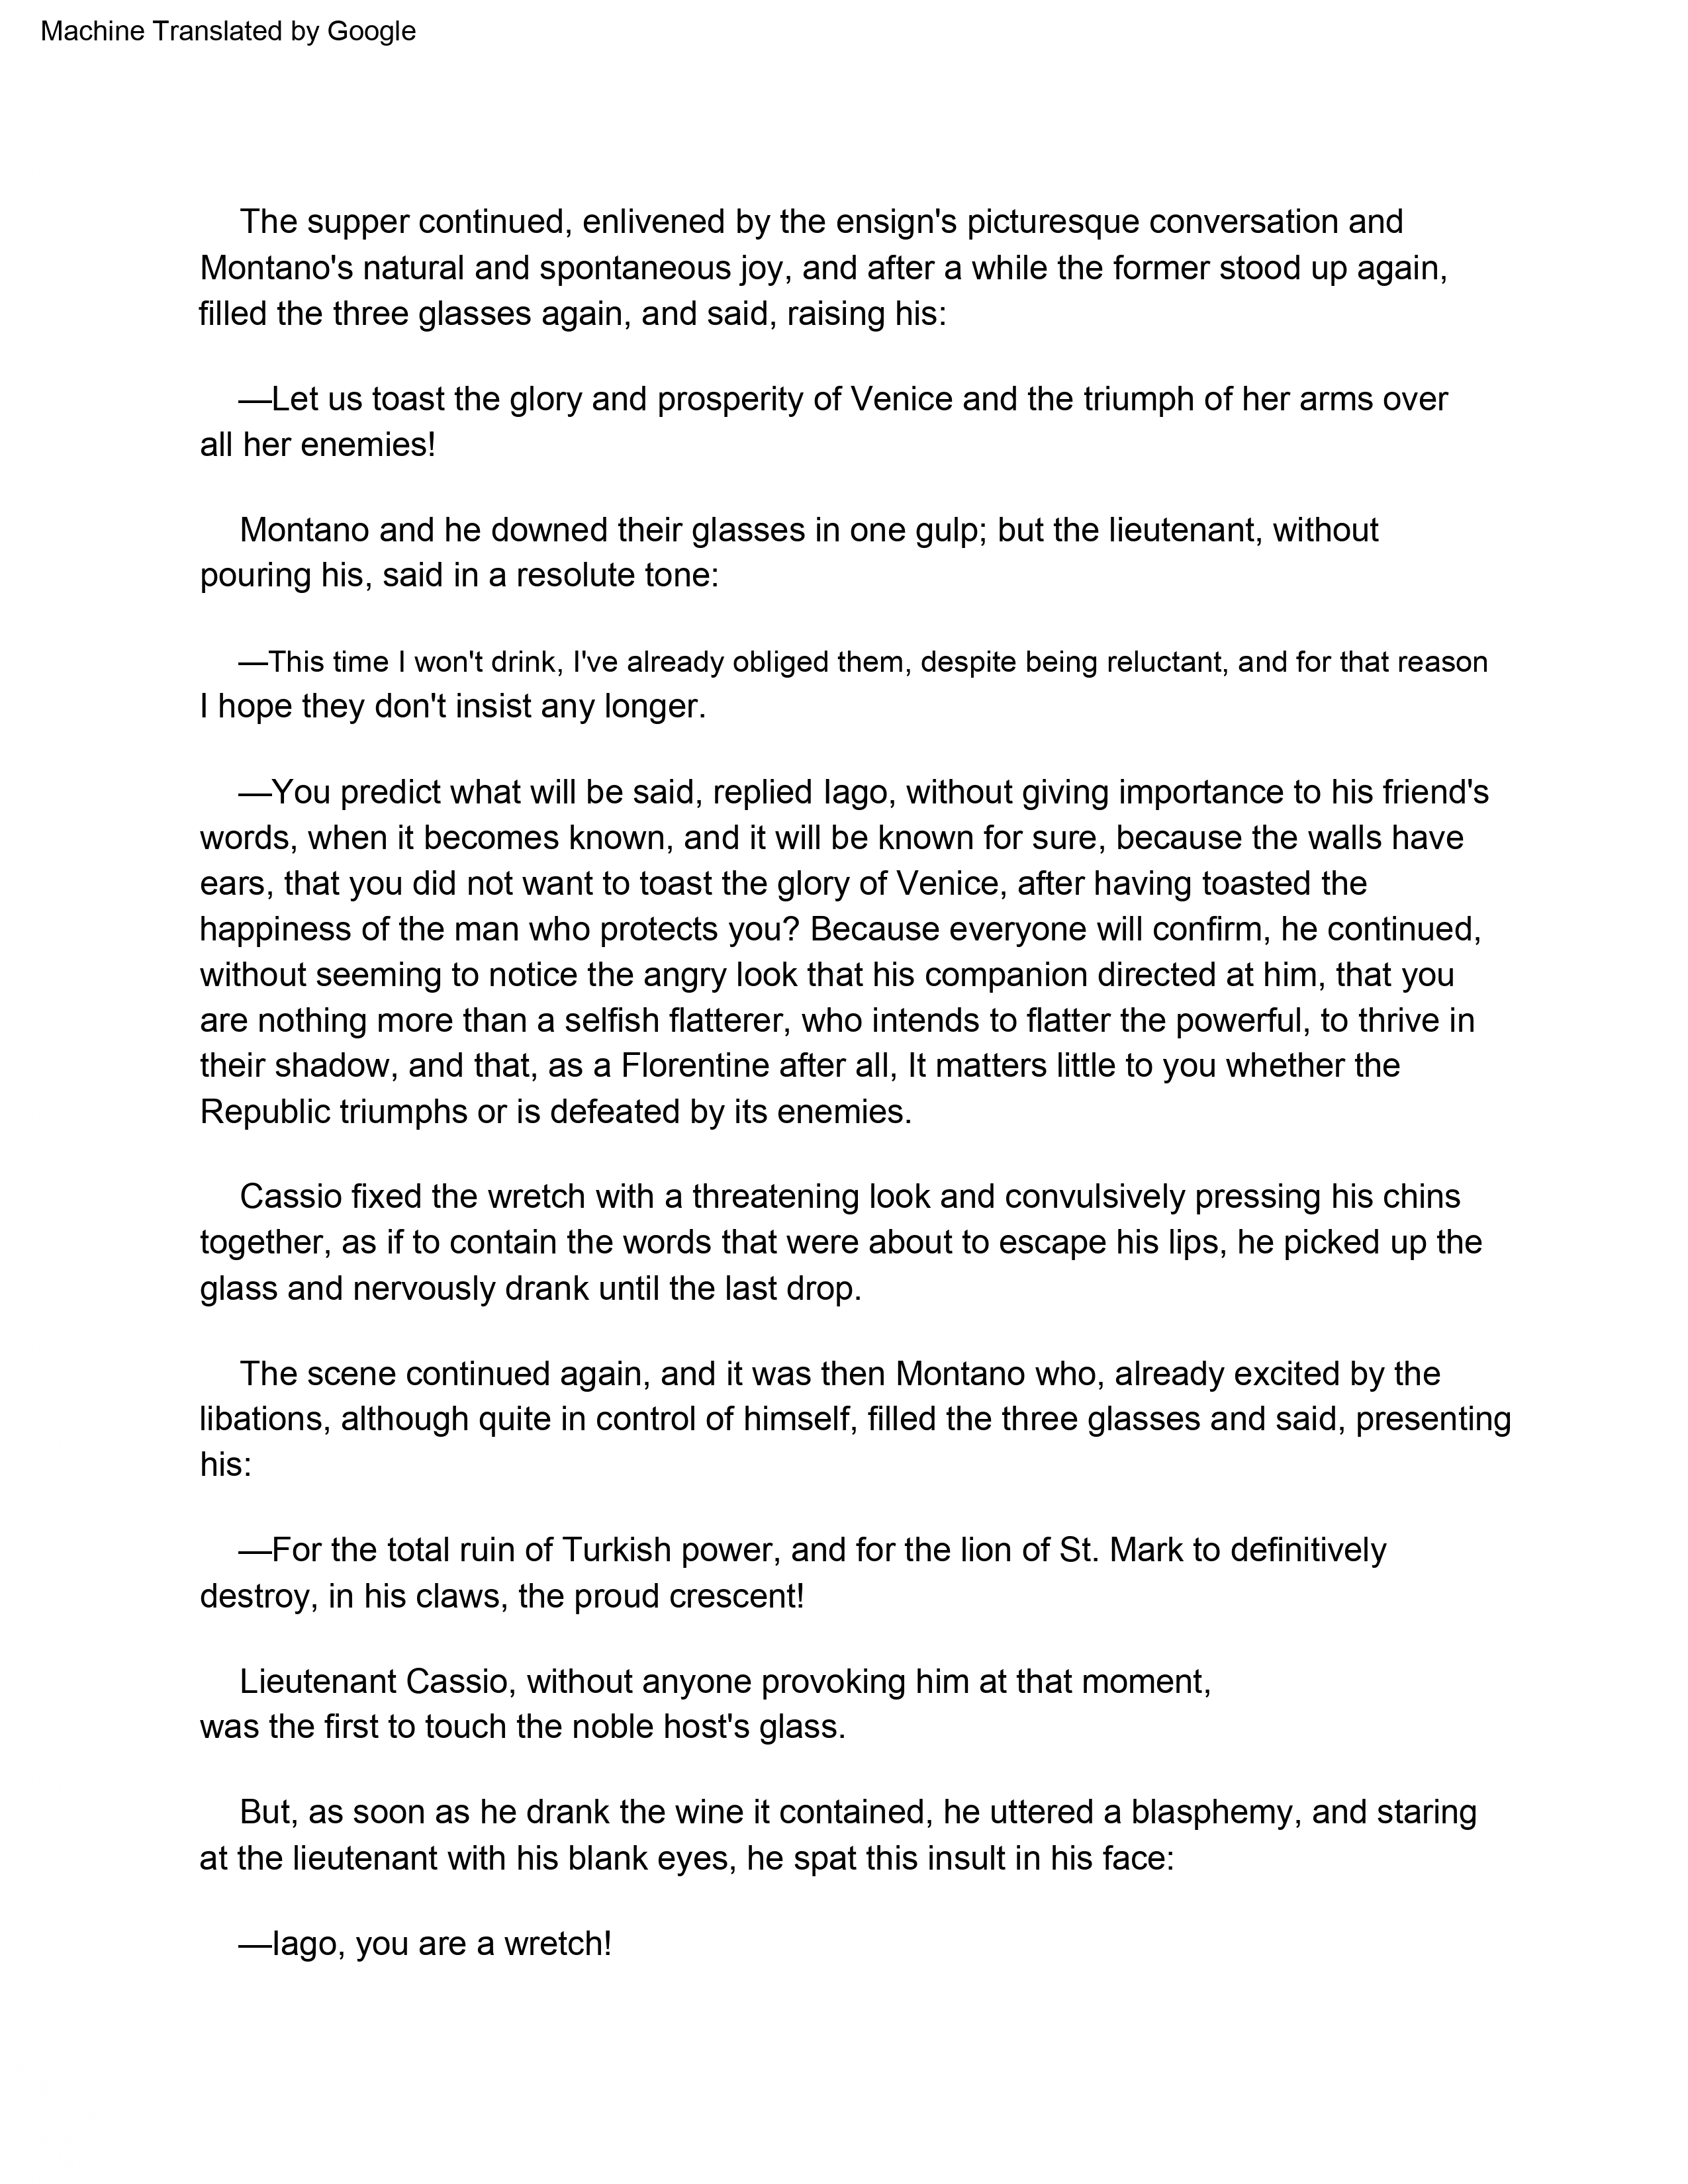 Machine Translated by Google
The supper continued, enlivened by the ensign's picturesque conversation and
Montano's natural and spontaneous joy, and after a while the former stood up again,
filled the three glasses again, and said, raising his:
—Let us toast the glory and prosperity of Venice and the triumph of her arms over
all her enemies!
Montano and he downed their glasses in one gulp; but the lieutenant, without
pouring his, said in a resolute tone:
—This time I won't drink, I've already obliged them, despite being reluctant, and for that reason
I hope they don't insist any longer.
—You predict what will be said, replied Iago, without giving importance to his friend's
words, when it becomes known, and it will be known for sure, because the walls have
ears, that you did not want to toast the glory of Venice, after having toasted the
happiness of the man who protects you? Because everyone will confirm, he continued,
without seeming to notice the angry look that his companion directed at him, that you
are nothing more than a selfish flatterer, who intends to flatter the powerful, to thrive in
their shadow, and that, as a Florentine after all, It matters little to you whether the
Republic triumphs or is defeated by its enemies.
Cassio fixed the wretch with a threatening look and convulsively pressing his chins
together, as if to contain the words that were about to escape his lips, he picked up the
glass and nervously drank until the last drop.
The scene continued again, and it was then Montano who, already excited by the
libations, although quite in control of himself, filled the three glasses and said, presenting
his:
—For the total ruin of Turkish power, and for the lion of St. Mark to definitively
destroy, in his claws, the proud crescent!
Lieutenant Cassio, without anyone provoking him at that moment,
was the first to touch the noble host's glass.
But, as soon as he drank the wine it contained, he uttered a blasphemy, and staring
at the lieutenant with his blank eyes, he spat this insult in his face:
—Iago, you are a wretch!